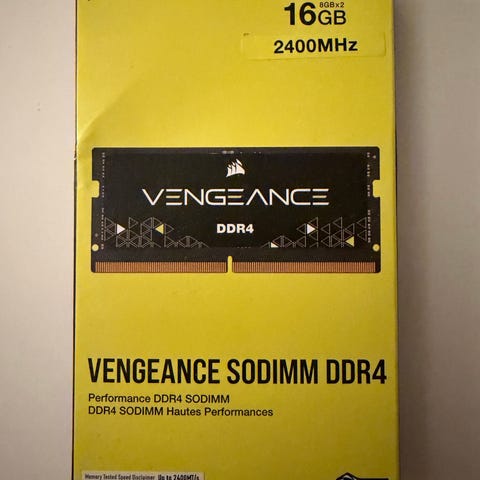 16GB
8GBx2
2400MHz
VENGEANCE
DDR4
VENGEANCE SODIMM DDR4
Performance DDR4 SODIMM
DDR4 SODIMM Hautes Performances
Memory Tested Speed Disclaimer Up to 2400MT/s